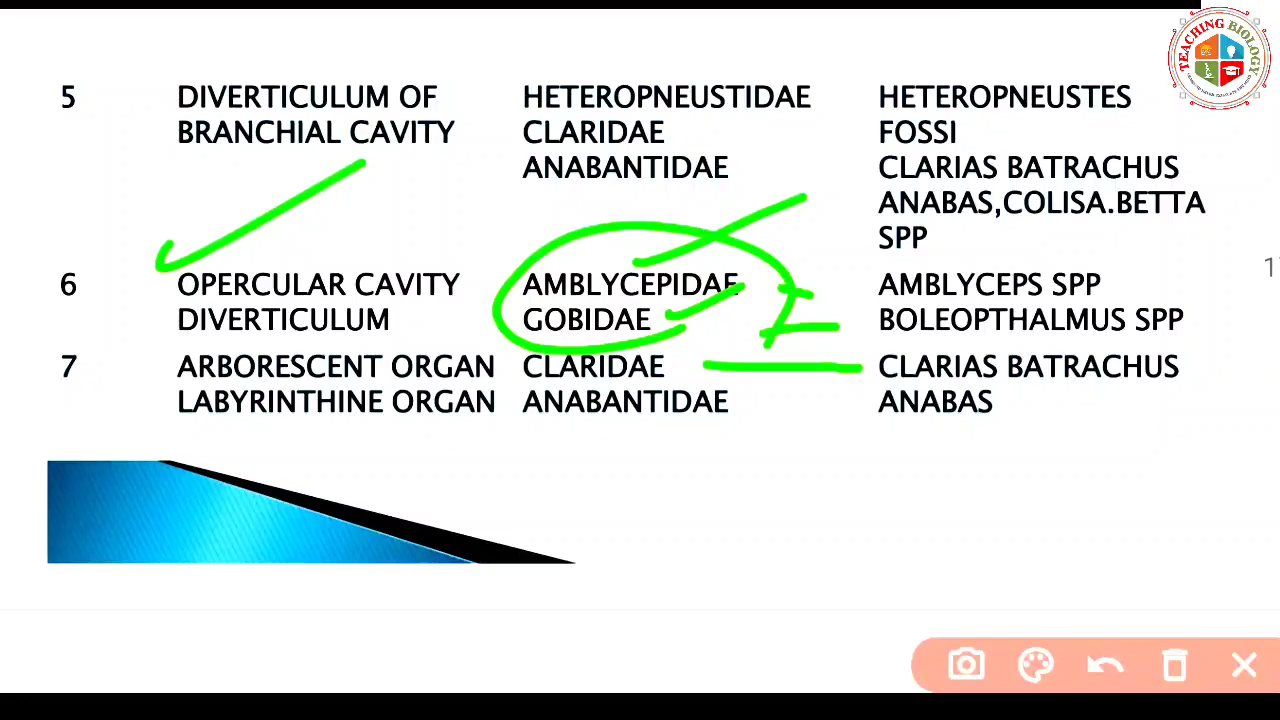 TEACHING BIOLOGY
5 DIVERTICULUM OF HETEROPNEUSTIDAE HETEROPNEUSTES
BRANCHIAL CAVITY CLARIDAE FOSSI
ANABANTIDAE CLARIAS BATRACHUS
ANABAS,COLISA.BETTA
SPP
6 OPERCULAR CAVITY AMBLYCEPIDAE AMBLYCEPS SPP
DIVERTICULUM GOBIDAE BOLEOPTHALMUS SPP
7 ARBORESCENT ORGAN CLARIDAE CLARIAS BATRACHUS
LABYRINTHINE ORGAN ANABANTIDAE ANABAS